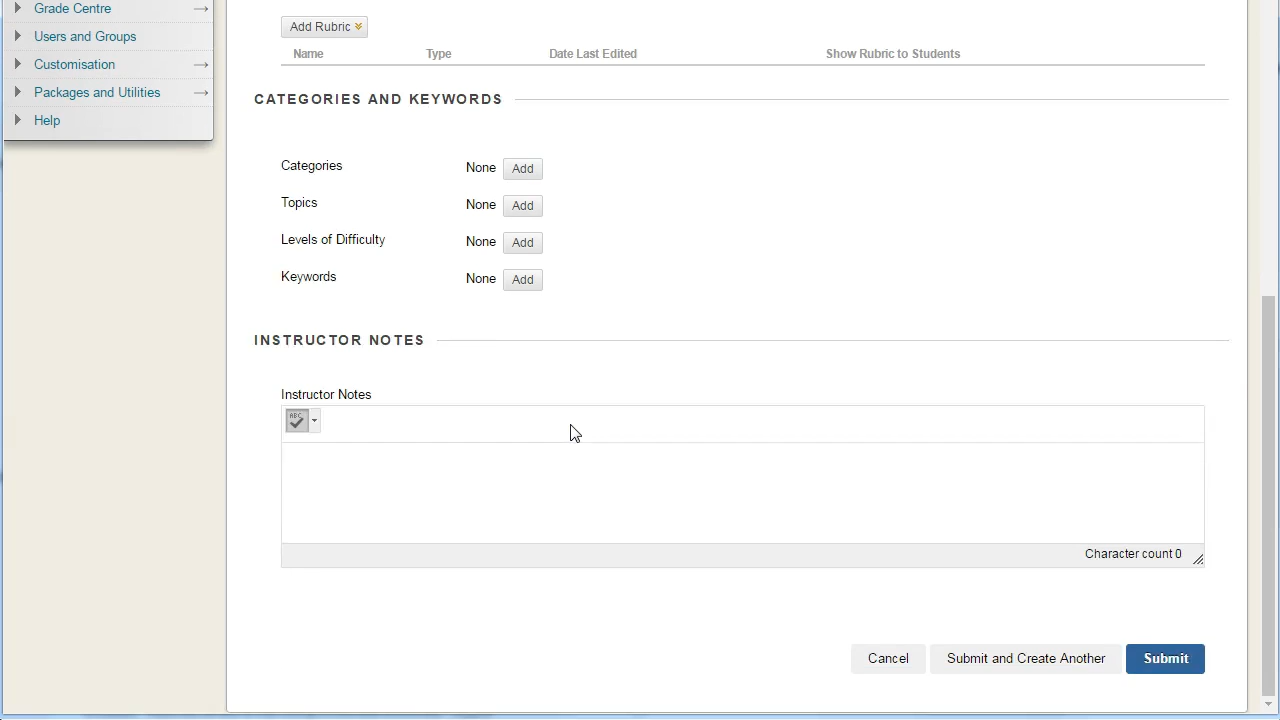 Grade Centre
Users and Groups
Customisation
Packages and Utilities
Help
Add Rubric
Name Type Date Last Edited Show Rubric to Students
CATEGORIES AND KEYWORDS
Categories None Add
Topics None Add
Levels of Difficulty None Add
Keywords None Add
INSTRUCTOR NOTES
Instructor Notes
ABC
Character count 0
Cancel Submit and Create Another Submit